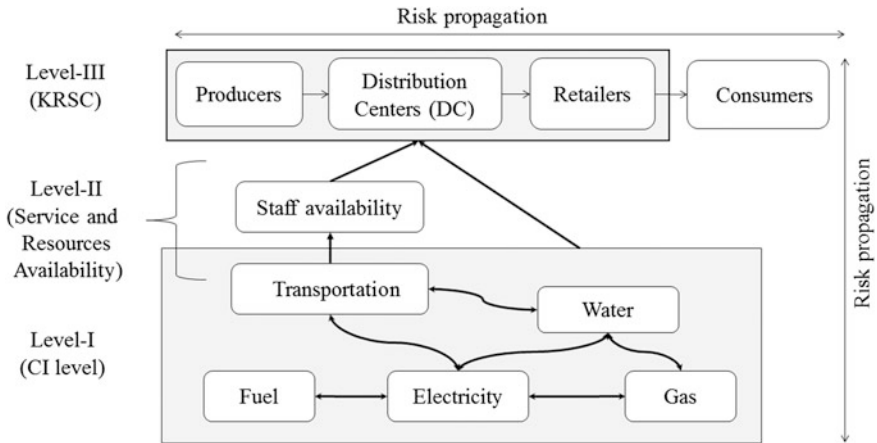 Risk propagation
Level-III
(KRSC)
Producers
Distribution
Centers (DC)
Retailers
Consumers
Level-II
(Service and
Resources
Availability)
Staff availability
Risk propagation
Transportation
Water
Level-I
(CI level)
Fuel
Electricity
Gas